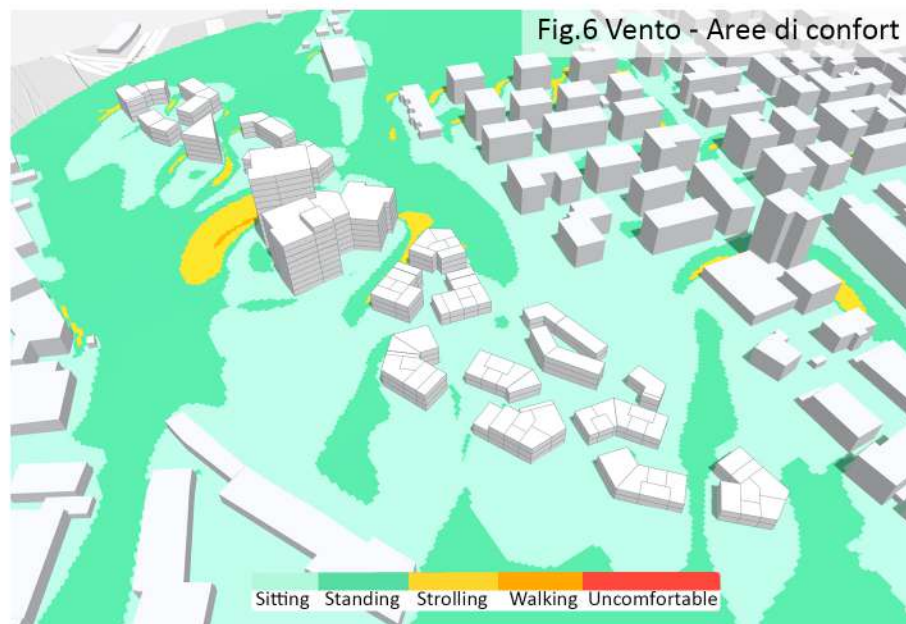 Fig.6 Vento - Aree di confort
Sitting Standing Strolling Walking Uncomfortable